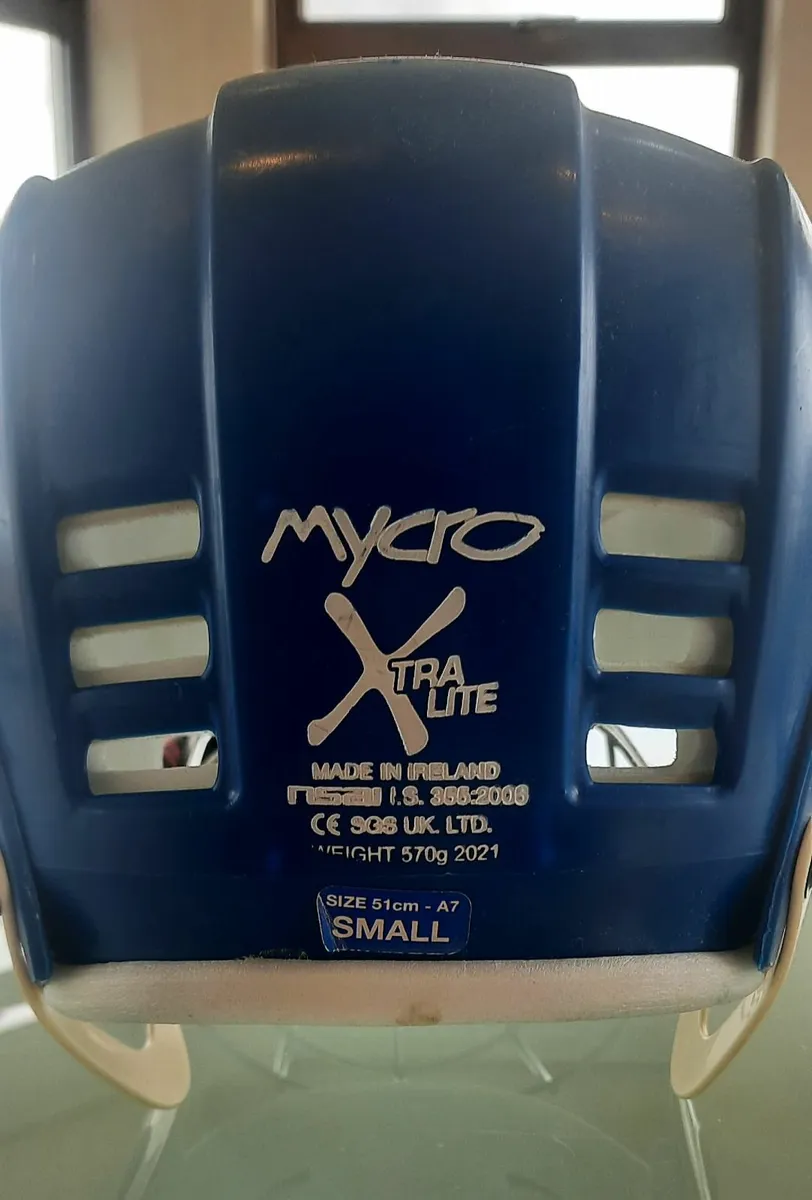 mycro
XTRA
LITE
MADE IN IRELAND
nsai I.S. 355:2006
CE SGS UK. LTD.
WEIGHT 570g 2021
SIZE 51cm - A7
SMALL